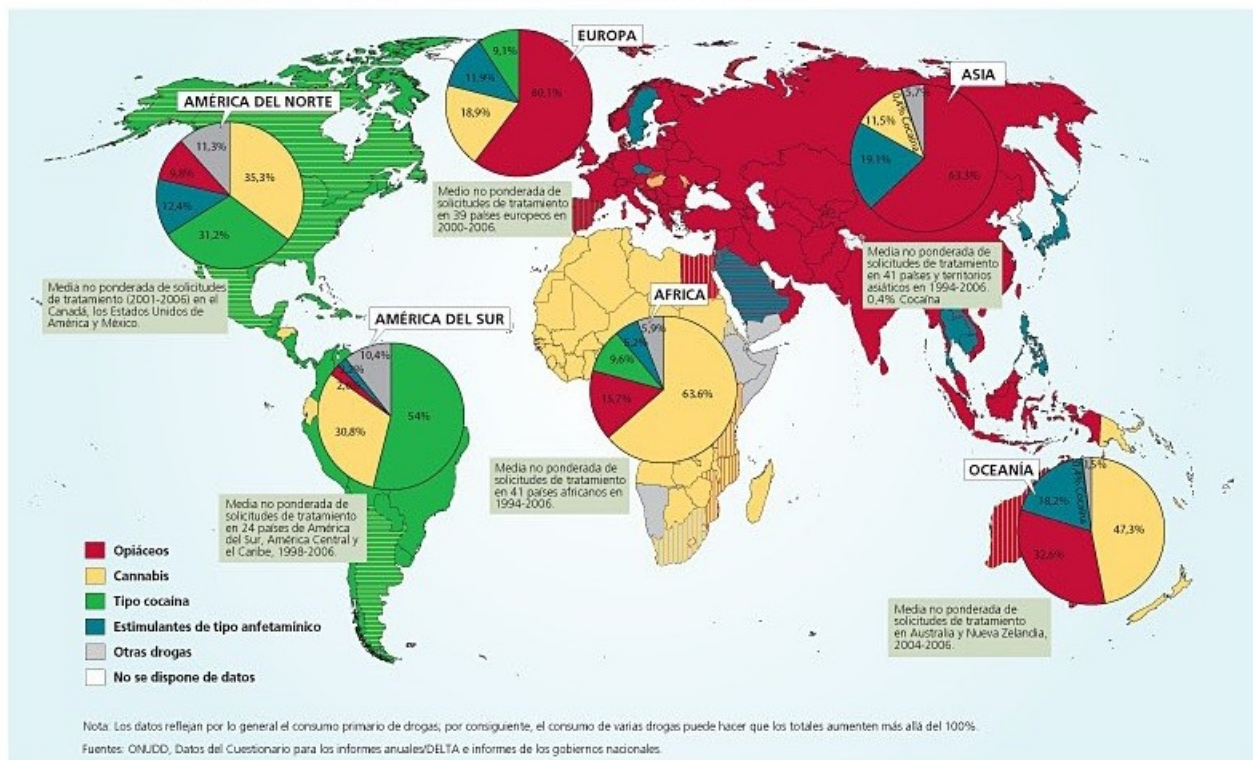 AMÉRICA DEL NORTE
11,3%
35,3%
9,8%
12,4%
31,2%
Media no ponderada de solicitudes
de tratamiento (2001-2006) en el
Canadá, los Estados Unidos de
América y México.
EUROPA
9,1%
11,9%
60,1%
18,9%
Medio no ponderada de
solicitudes de tratamiento
en 39 países europeos en
2000-2006.
ASIA
5,7%
0,4% Cocaína
11,5%
19,1%
63,3%
Media no ponderada de
solicitudes de tratamiento
en 41 países y territorios
asiáticos en 1994-2006.
0,4% Cocaína
AMÉRICA DEL SUR
10,4%
54%
30,8%
Media no ponderada de
solicitudes de tratamiento
en 24 países de América
del Sur, América Central y
el Caribe, 1998-2006.
AFRICA
5,9%
9,6%
63,6%
15,7%
Media no ponderada de
solicitudes de tratamiento
en 41 países africanos en
1994-2006.
OCEANÍA
18,2%
47,3%
32,6%
Media no ponderada de
solicitudes de tratamiento
en Australia y Nueva Zelandia,
2004-2006.
Opiáceos
Cannabis
Tipo cocaína
Estimulantes de tipo anfetamínico
Otras drogas
No se dispone de datos
Nota: Los datos reflejan por lo general el consumo primario de drogas; por consiguiente, el consumo de varias drogas puede hacer que los totales aumenten más allá del 100%.
Fuentes: ONUDD, Datos del Cuestionario para los informes anuales/DELTA e informes de los gobiernos nacionales.